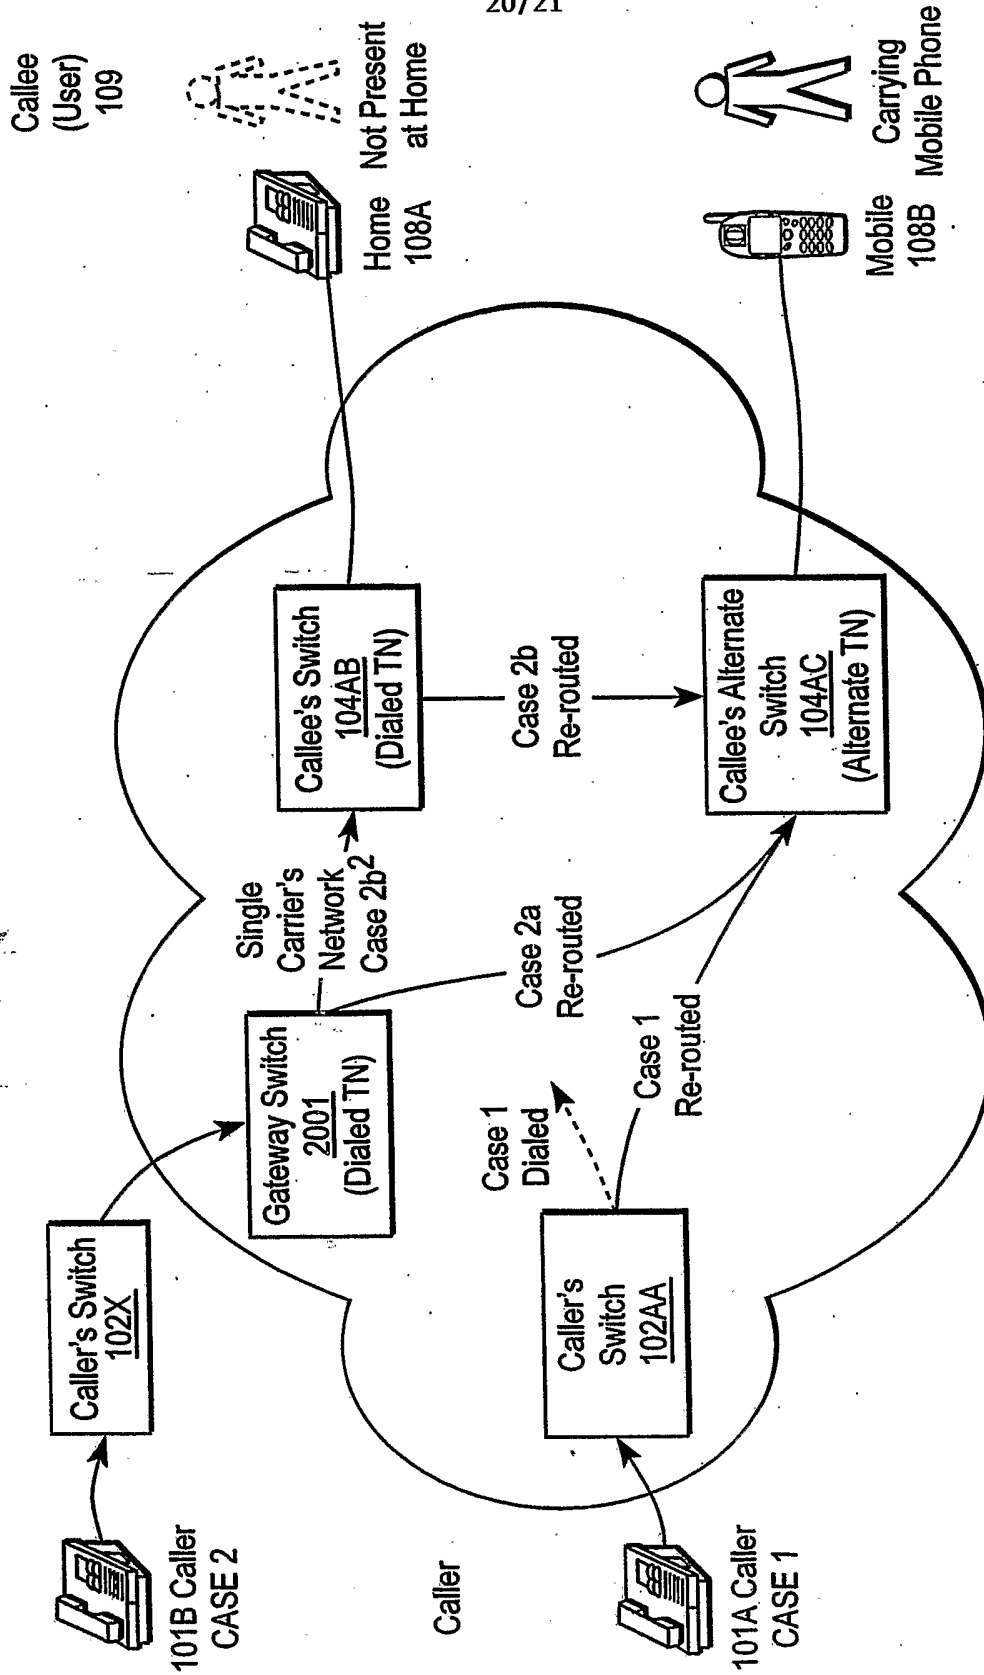 20/21
Callee
(User)
109
Not Present
at Home
Home
108A
Carrying
Mobile Phone
Mobile
108B
Callee's Switch
104AB
(Dialed TN)
Case 2b
Re-routed
Callee's Alternate
Switch
104AC
(Alternate TN)
Single
Carrier's
Network
Case 2b2
Case 2a
Re-routed
Gateway Switch
2001
(Dialed TN)
Case 1
Dialed
Case 1
Re-routed
Caller's Switch
102X
Caller's
Switch
102AA
101B Caller
CASE 2
Caller
101A Caller
CASE 1